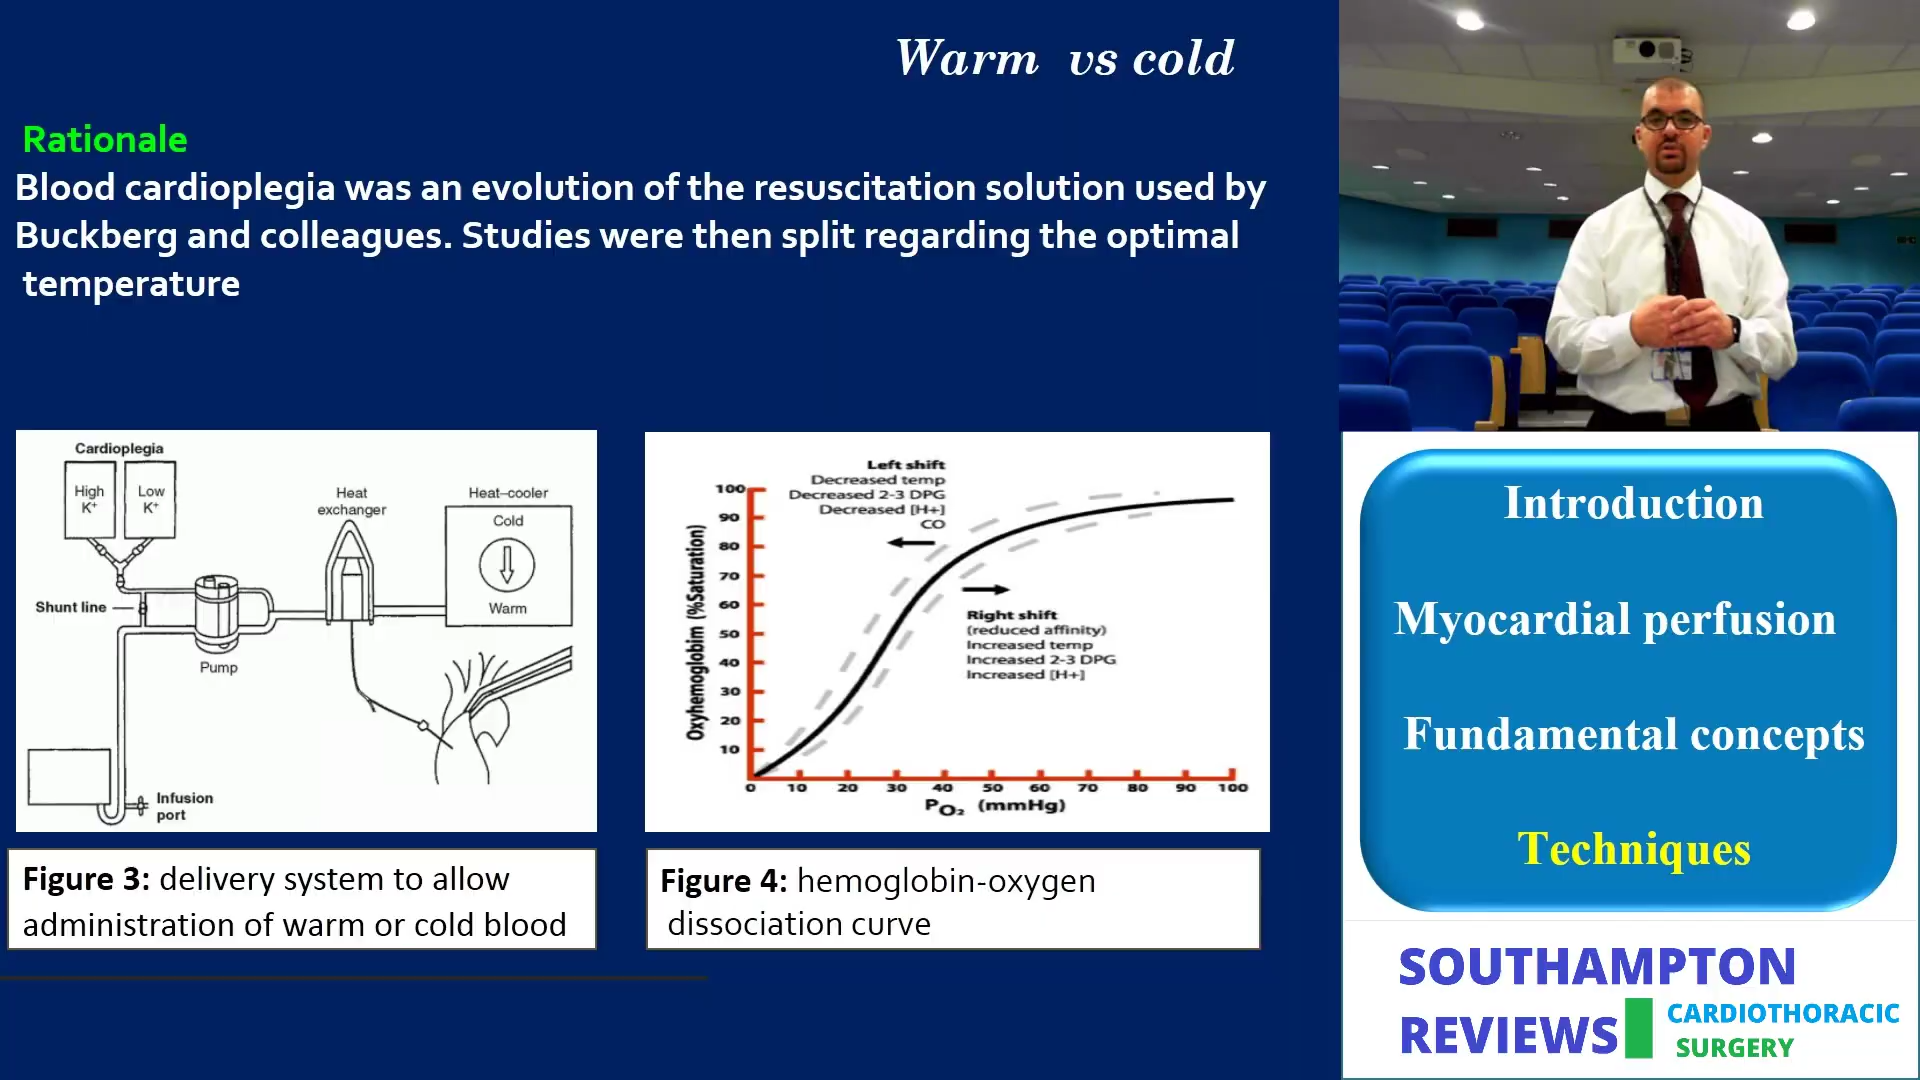 Warm vs cold
Rationale
Blood cardioplegia was an evolution of the resuscitation solution used by
Buckberg and colleagues. Studies were then split regarding the optimal
temperature
Cardioplegia
High
K+
Low
K+
Heat
exchanger
Heat–cooler
Cold
Warm
Shunt line
Pump
Infusion
port
Figure 3: delivery system to allow
administration of warm or cold blood
Left shift
Decreased temp
Decreased 2-3 DPG
Decreased [H+]
CO
Right shift
(reduced affinity)
Increased temp
Increased 2-3 DPG
Increased [H+]
Oxyhemoglobim (%Saturation)
100
90
80
70
60
50
40
30
20
10
0 10 20 30 40 50 60 70 80 90 100
PO2 (mmHg)
Figure 4: hemoglobin-oxygen
dissociation curve
Introduction
Myocardial perfusion
Fundamental concepts
Techniques
SOUTHAMPTON
REVIEWS
CARDIOTHORACIC
SURGERY